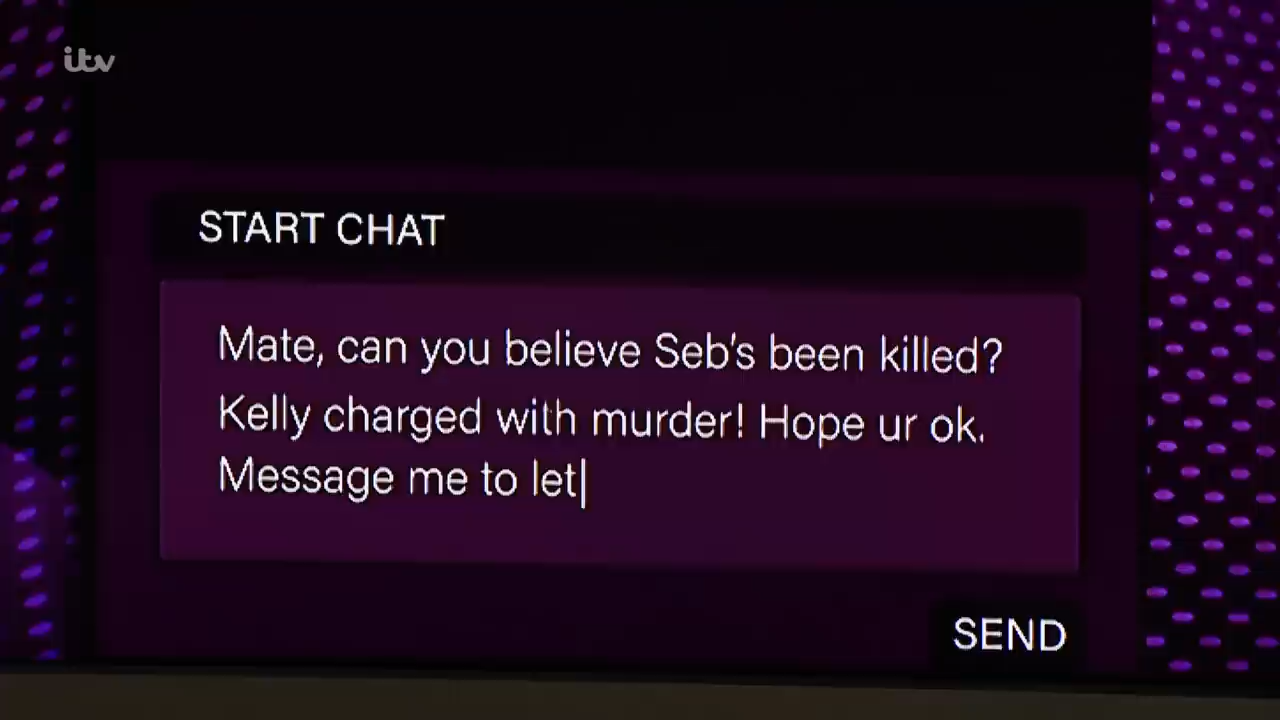 itv
START CHAT
Mate, can you believe Seb's been killed?
Kelly charged with murder! Hope ur ok.
Message me to let
SEND